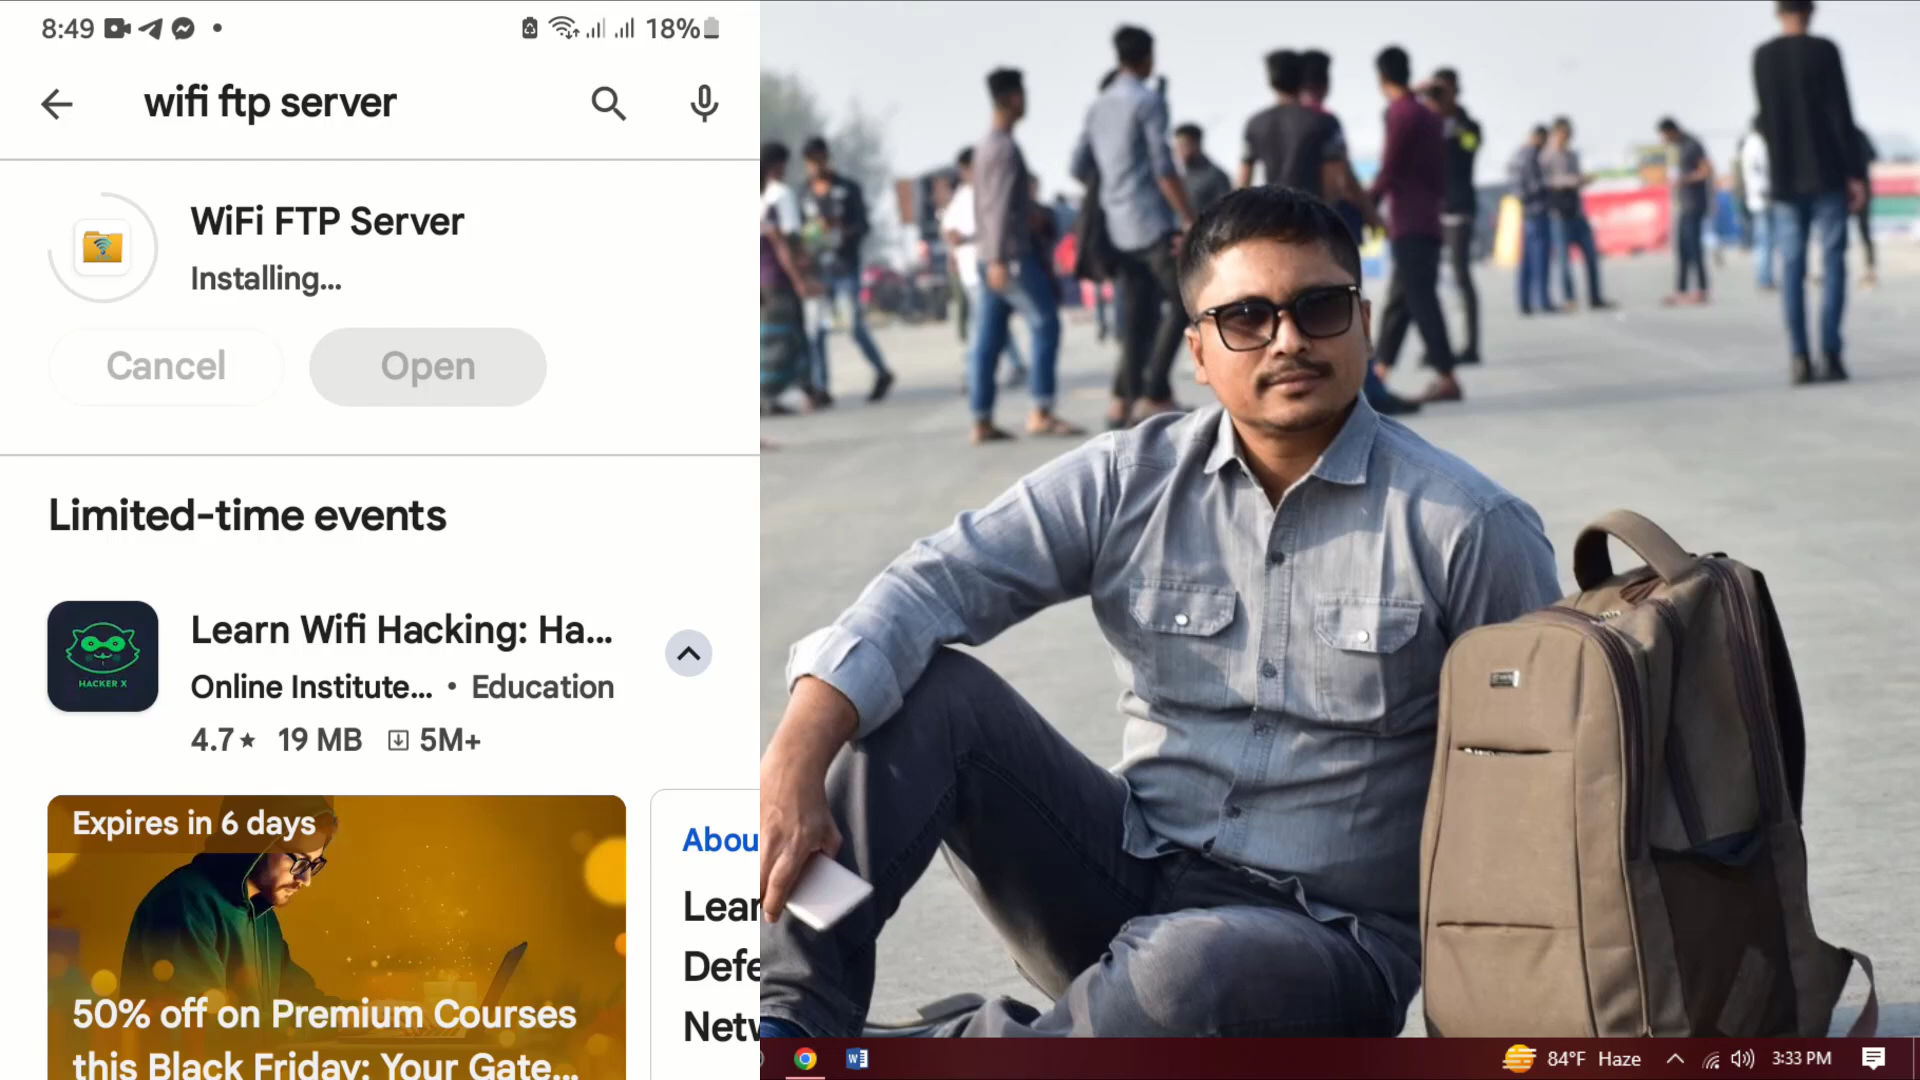 8:49
18%
wifi ftp server
WiFi FTP Server
Installing...
Cancel
Open
Limited-time events
Learn Wifi Hacking: Ha...
Online Institute... • Education
4.7★ 19 MB 5M+
HACKER X
Expires in 6 days
50% off on Premium Courses
this Black Friday: Your Gate...
Abou
Lear
Defe
Netw
84°F Haze
3:33 PM